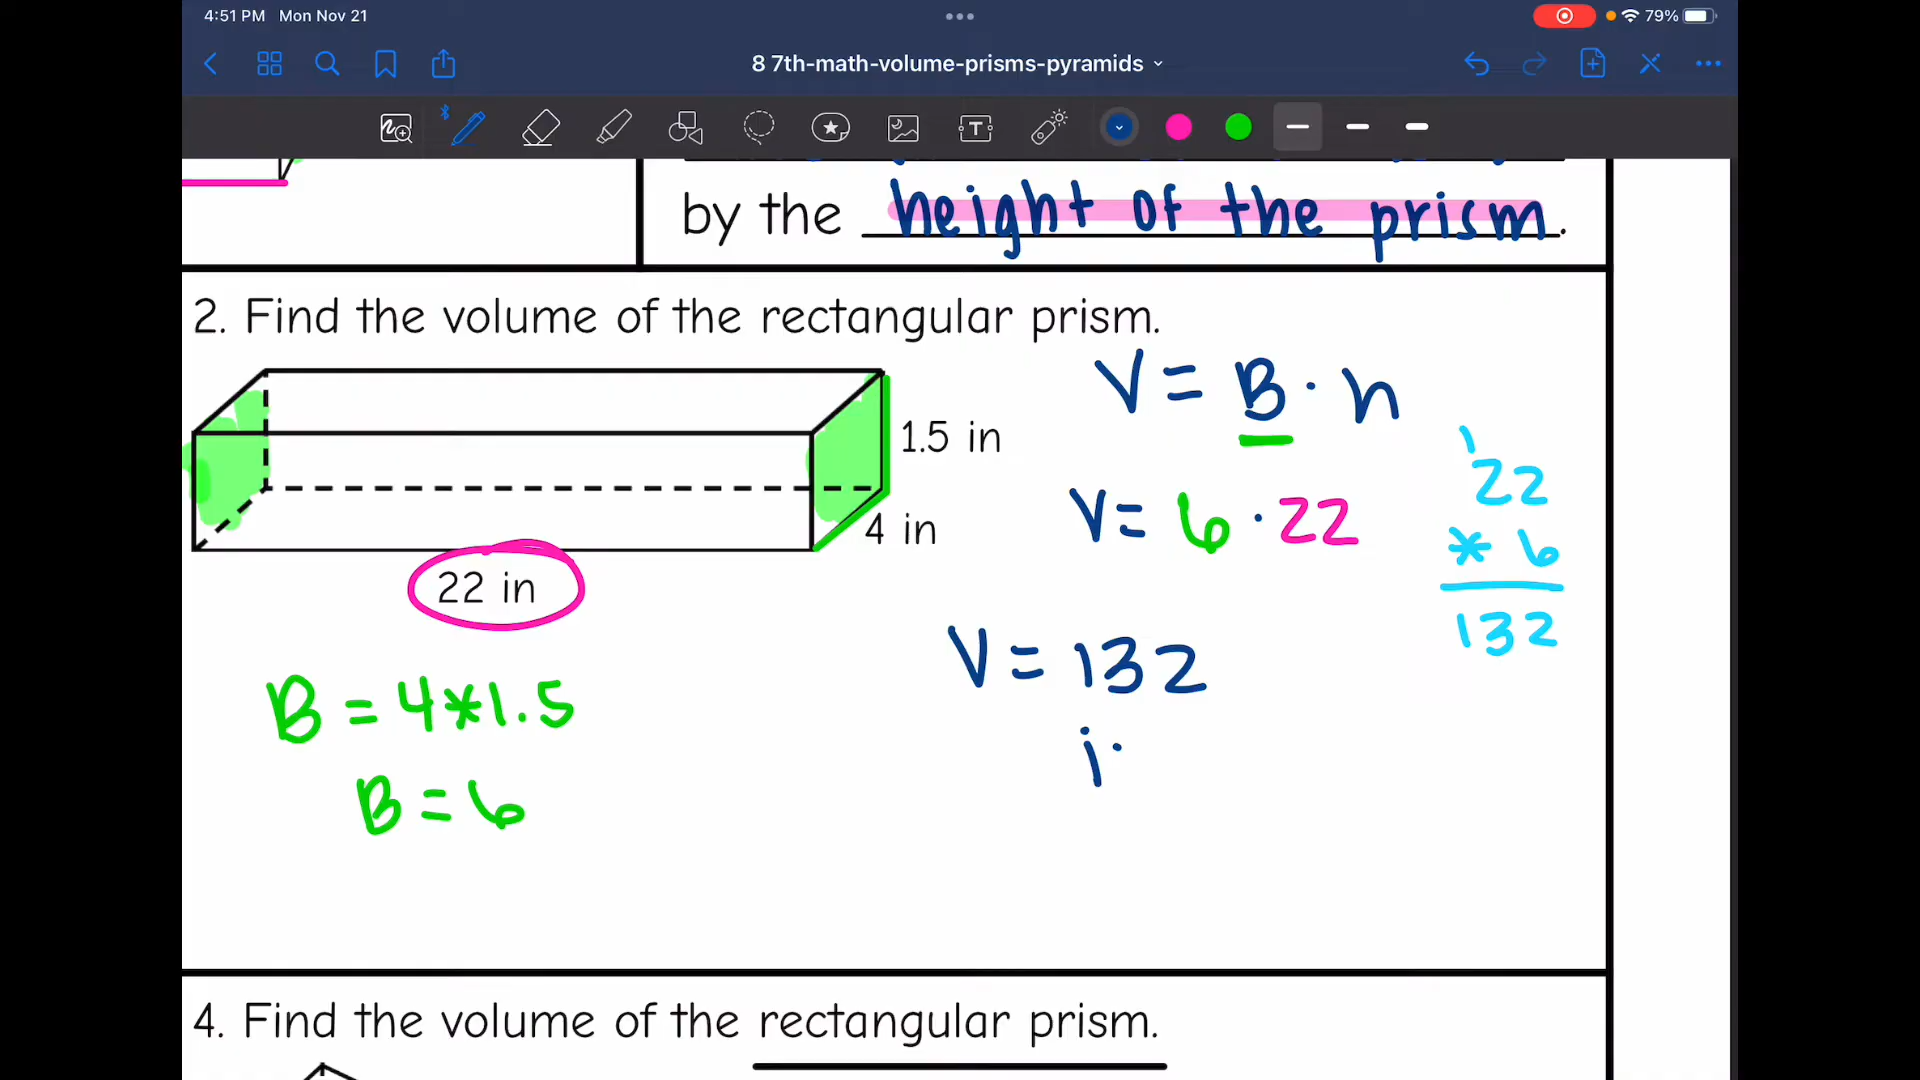 4:51 PM Mon Nov 21
79%
8 7th-math-volume-prisms-pyramids
by the height of the prism.
2. Find the volume of the rectangular prism.
1.5 in
4 in
22 in
V = B · h
V = 6 · 22
22
* 6
132
1
V = 132
i
B = 4*1.5
B = 6
4. Find the volume of the rectangular prism.